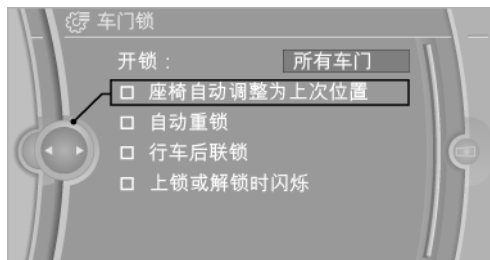 车门锁
开锁： 所有车门
座椅自动调整为上次位置
自动重锁
行车后联锁
上锁或解锁时闪烁